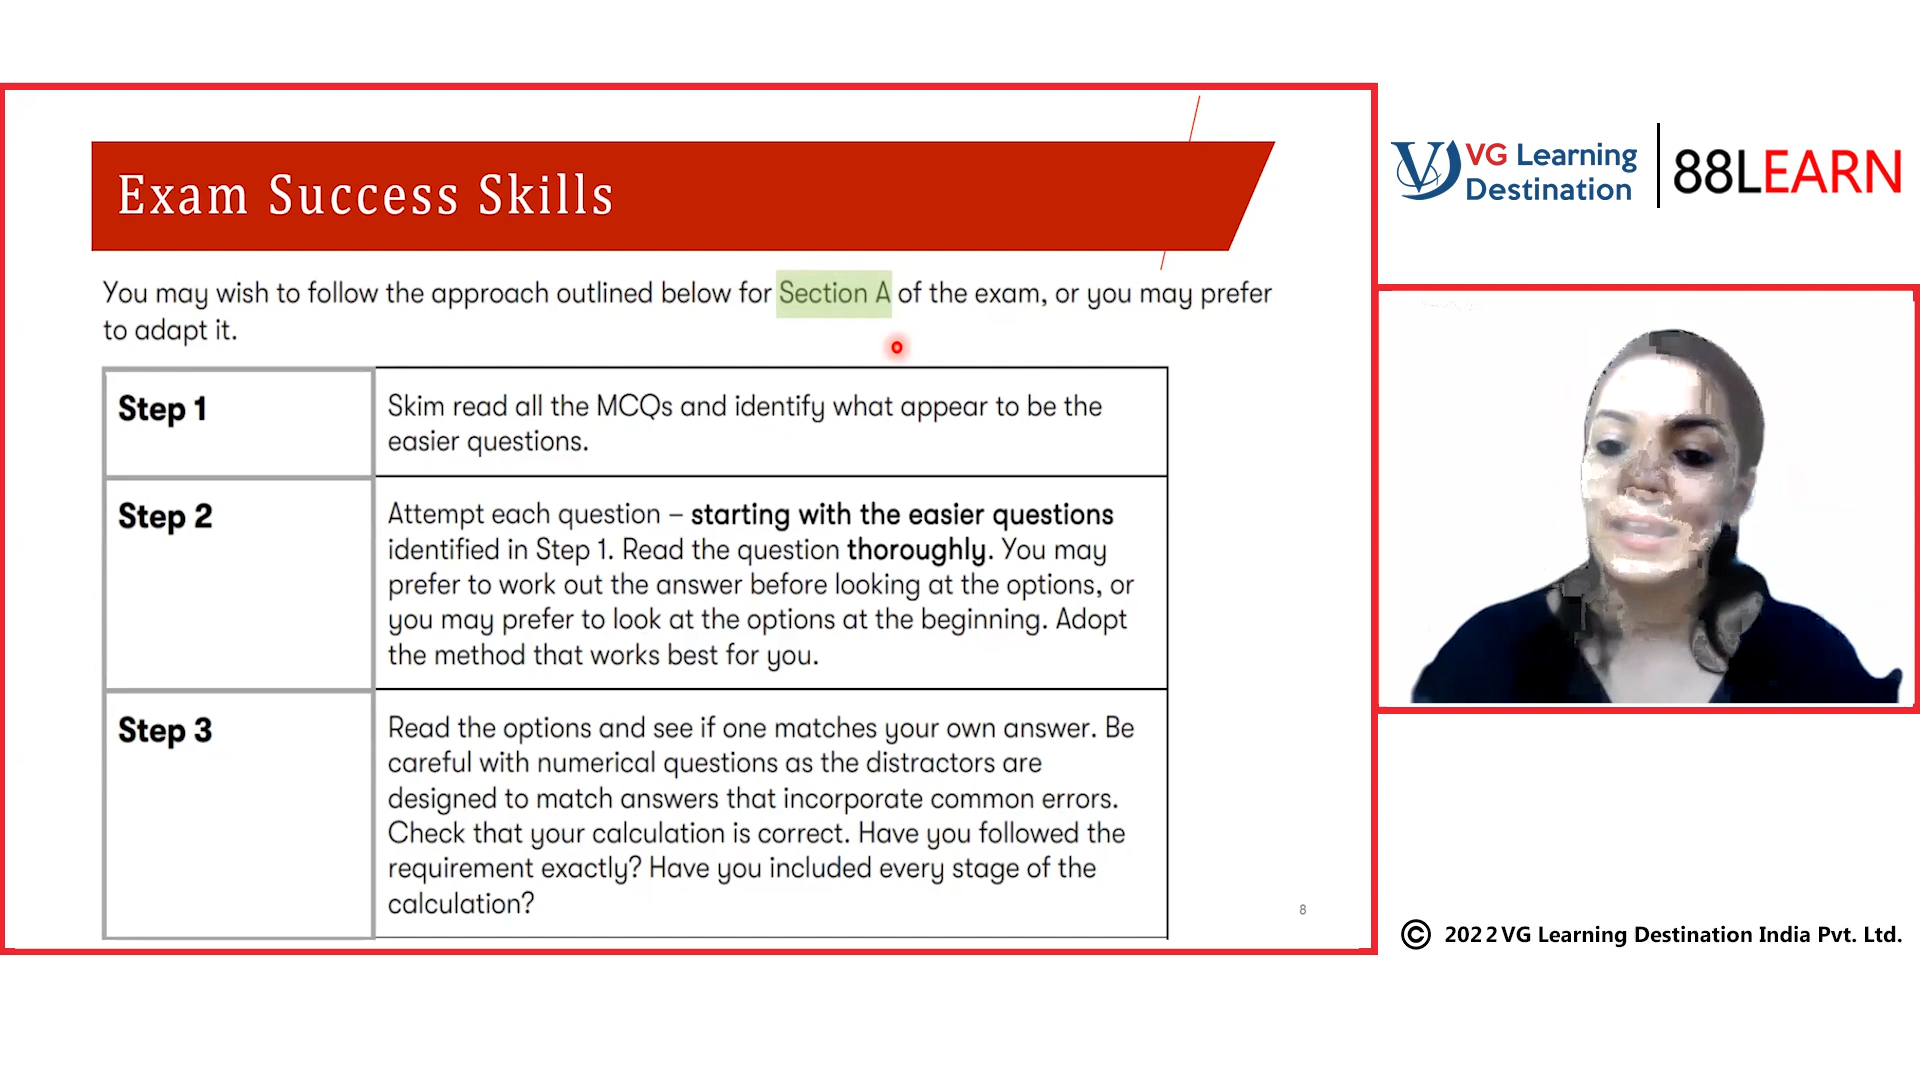 Exam Success Skills
You may wish to follow the approach outlined below for Section A of the exam, or you may prefer
to adapt it.
Step 1
Skim read all the MCQs and identify what appear to be the
easier questions.
Step 2
Attempt each question – starting with the easier questions
identified in Step 1. Read the question thoroughly. You may
prefer to work out the answer before looking at the options, or
you may prefer to look at the options at the beginning. Adopt
the method that works best for you.
Step 3
Read the options and see if one matches your own answer. Be
careful with numerical questions as the distractors are
designed to match answers that incorporate common errors.
Check that your calculation is correct. Have you followed the
requirement exactly? Have you included every stage of the
calculation?
8
VG Learning
Destination
88LEARN
© 2022 VG Learning Destination India Pvt. Ltd.